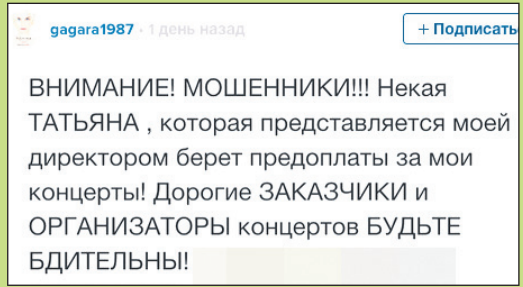 gagara1987 · 1 день назад
+ Подписать
ВНИМАНИЕ! МОШЕННИКИ!!! Некая
ТАТЬЯНА , которая представляется моей
директором берет предоплаты за мои
концерты! Дорогие ЗАКАЗЧИКИ и
ОРГАНИЗАТОРЫ концертов БУДЬТЕ
БДИТЕЛЬНЫ!